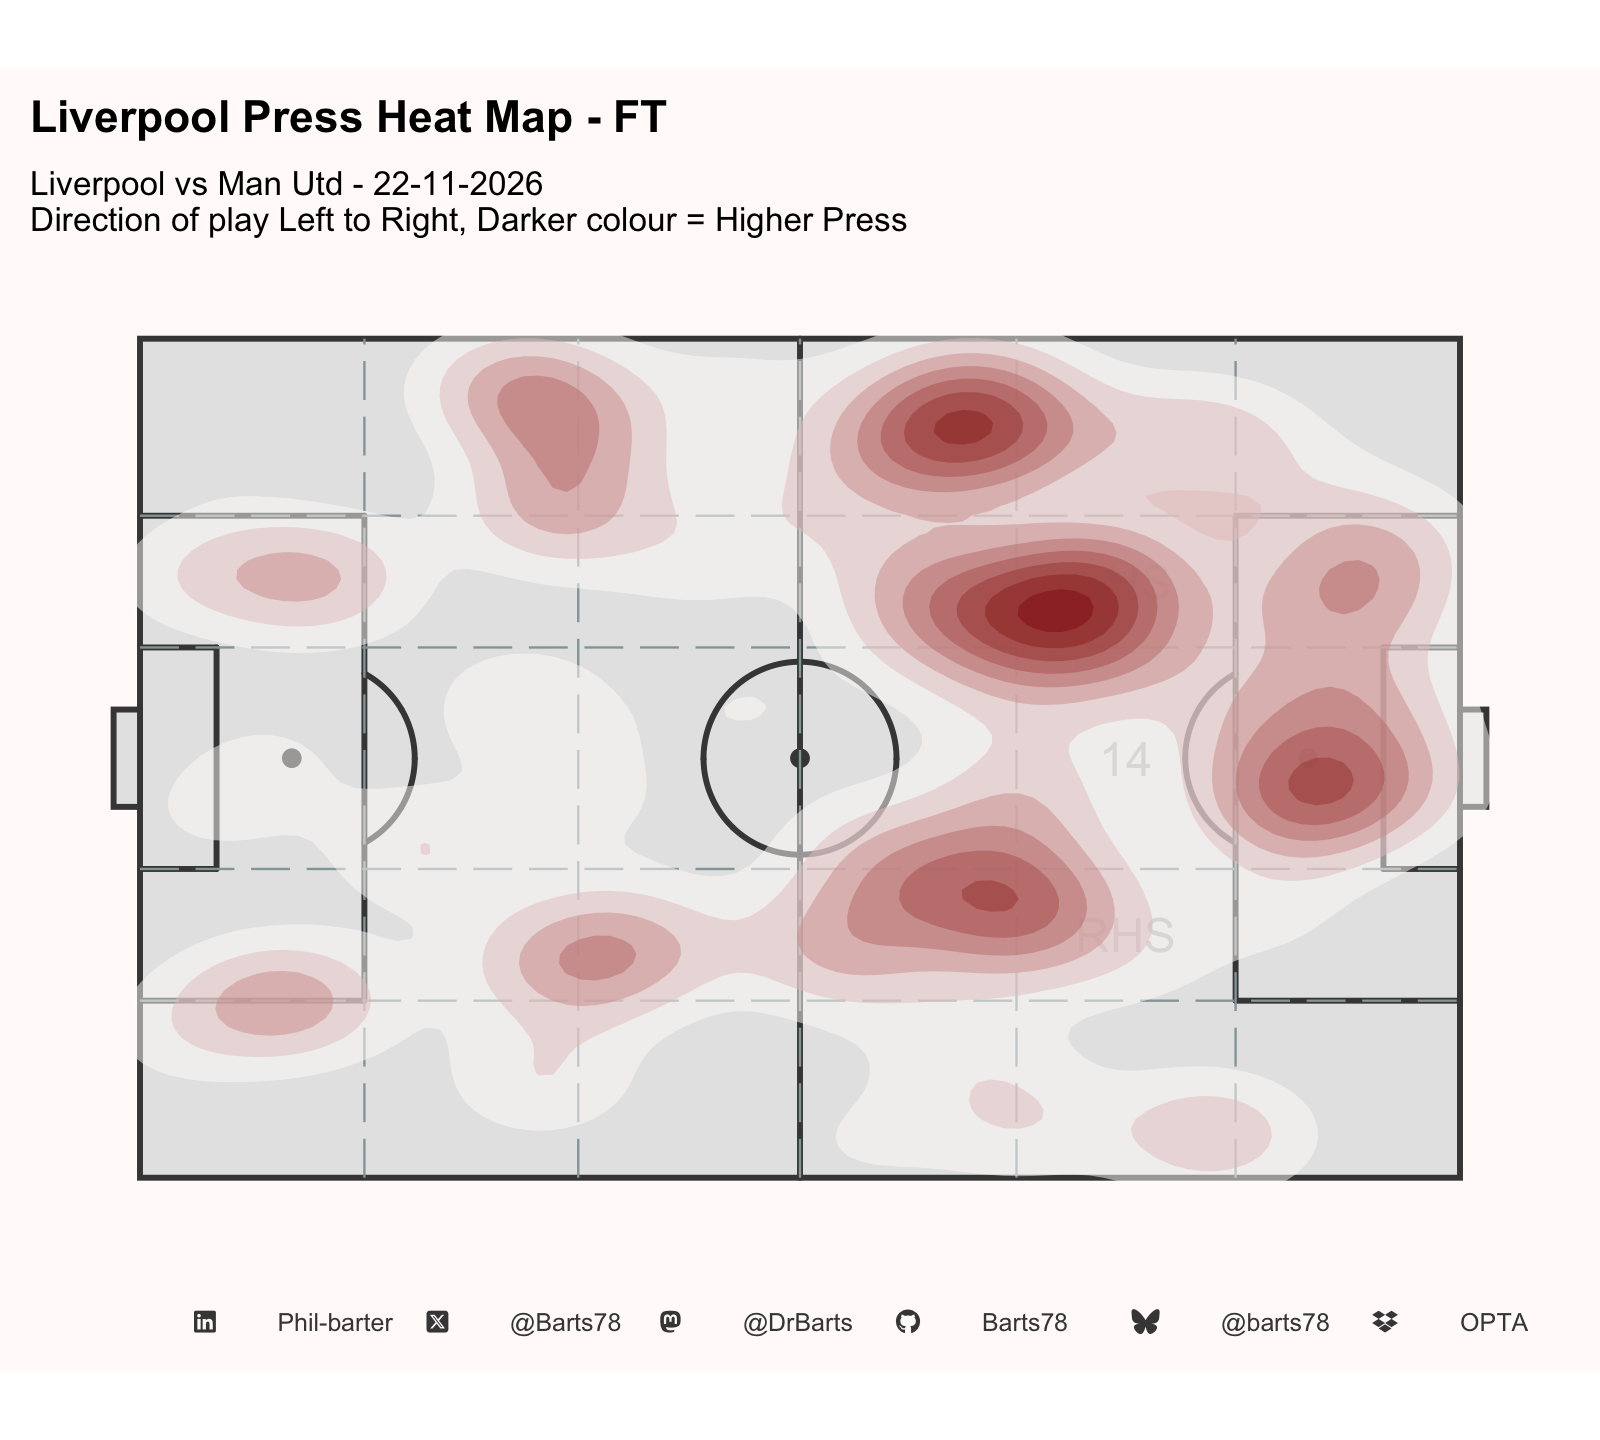 Liverpool Press Heat Map - FT
Liverpool vs Man Utd - 22-11-2026
Direction of play Left to Right, Darker colour = Higher Press
14
RHS
Phil-barter @Barts78 @DrBarts Barts78 @barts78 OPTA